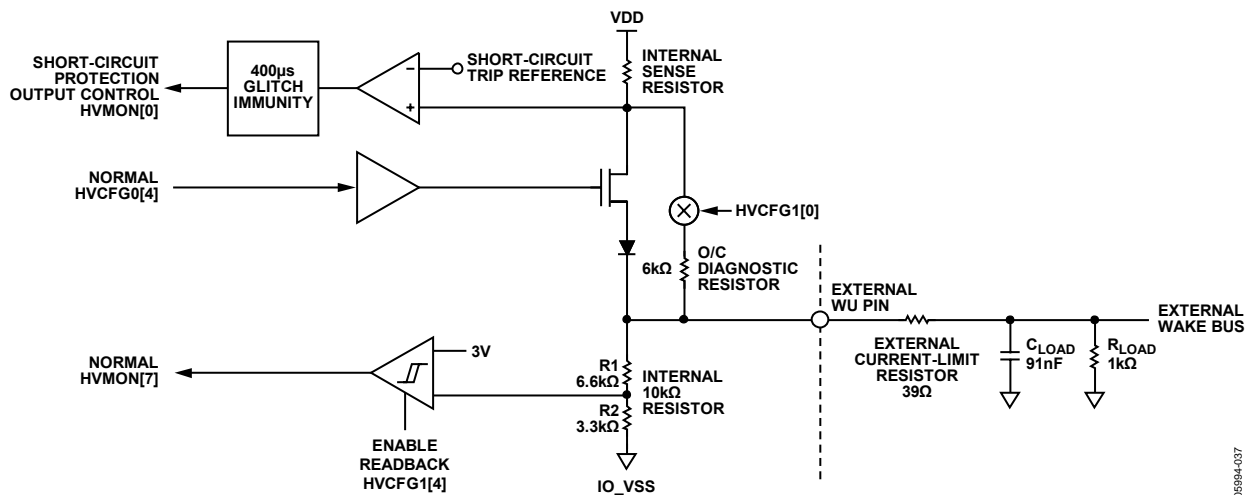 VDD
SHORT-CIRCUIT
PROTECTION
OUTPUT CONTROL
HVMON[0]
400µs
GLITCH
IMMUNITY
–
+
SHORT-CIRCUIT
TRIP REFERENCE
INTERNAL
SENSE
RESISTOR
NORMAL
HVCFG0[4]
HVCFG1[0]
6kΩ
O/C
DIAGNOSTIC
RESISTOR
EXTERNAL
WU PIN
EXTERNAL
WAKE BUS
EXTERNAL
CURRENT-LIMIT
RESISTOR
39Ω
CLOAD
91nF
RLOAD
1kΩ
NORMAL
HVMON[7]
3V
R1
6.6kΩ
R2
3.3kΩ
INTERNAL
10kΩ
RESISTOR
ENABLE
READBACK
HVCFG1[4]
IO_VSS
05994-037